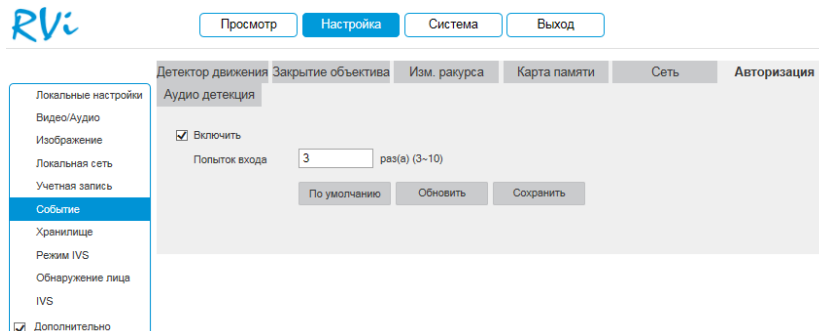 RVi
Просмотр Настройка Система Выход
Детектор движения Закрытие объектива Изм. ракурса Карта памяти Сеть Авторизация
Аудио детекция
Локальные настройки
Видео/Аудио
Изображение
Локальная сеть
Учетная запись
Событие
Хранилище
Режим IVS
Обнаружение лица
IVS
Дополнительно
Включить
Попыток входа 3 раз(а) (3~10)
По умолчанию Обновить Сохранить